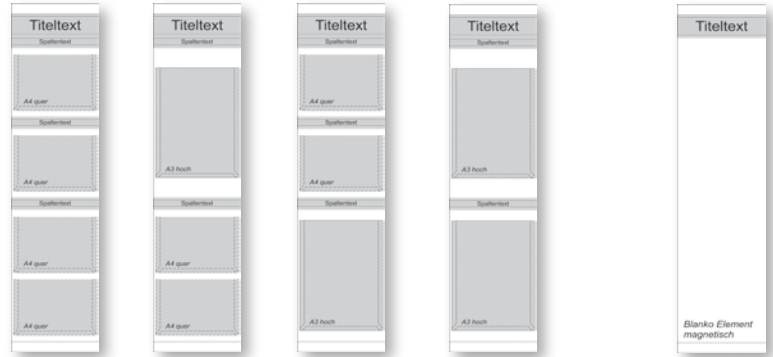 Titeltext
Spaltentext
A4 quer
Spaltentext
A4 quer
Spaltentext
A4 quer
A4 quer
Titeltext
Spaltentext
A3 hoch
Spaltentext
A4 quer
A4 quer
Titeltext
Spaltentext
A4 quer
Spaltentext
A4 quer
Spaltentext
A3 hoch
Titeltext
Spaltentext
A3 hoch
Spaltentext
A3 hoch
Titeltext
Blanko Element
magnetisch